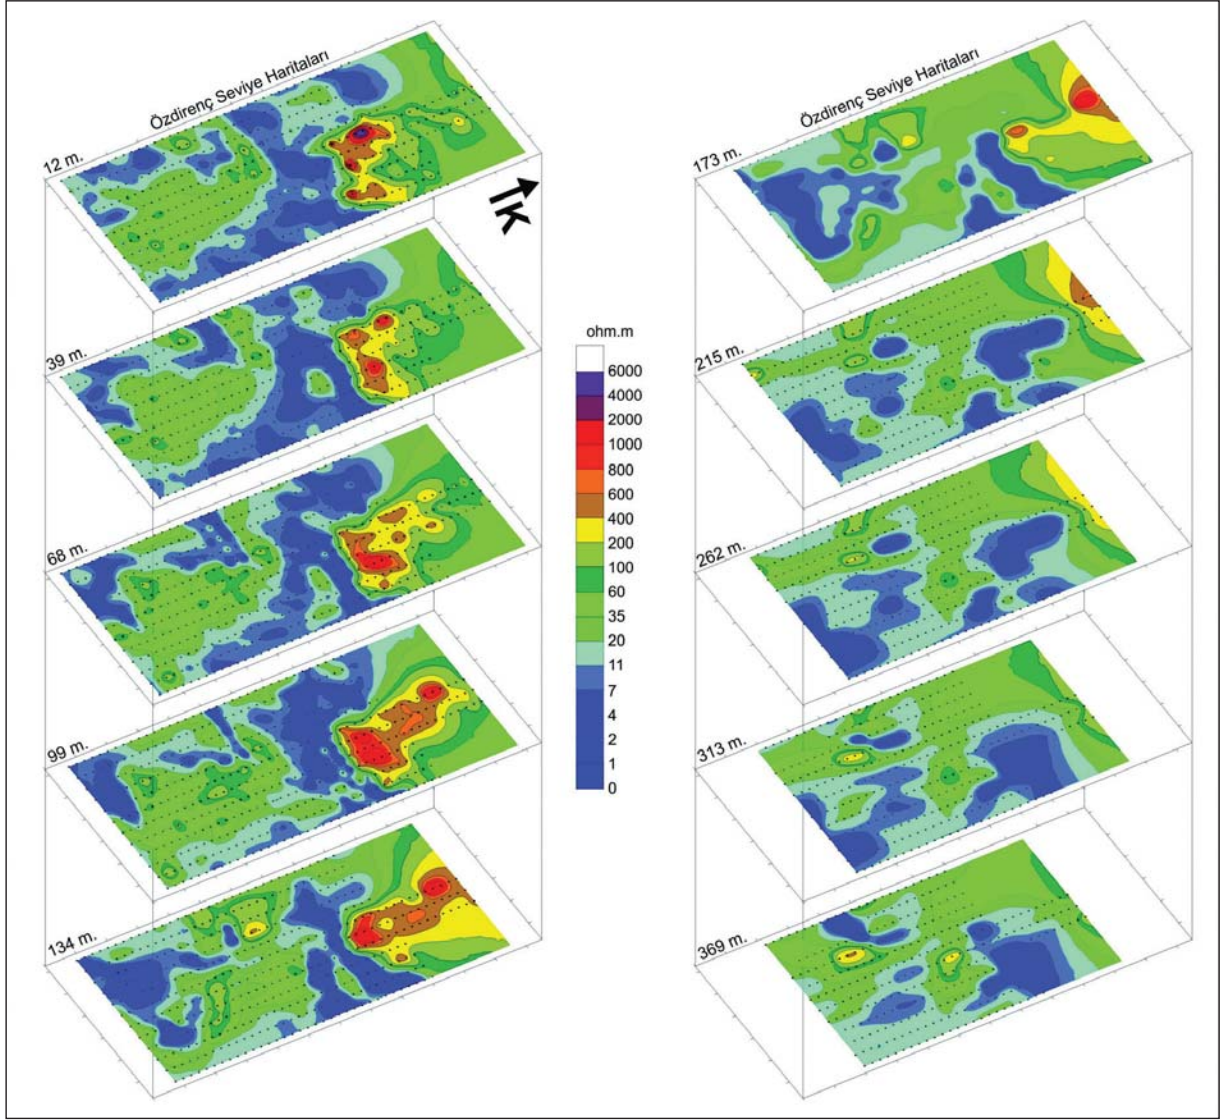 Özdirenç Seviye Haritaları
12 m.
k
39 m.
68 m.
99 m.
134 m.
ohm.m
6000
4000
2000
1000
800
600
400
200
100
60
35
20
11
7
4
2
1
0
Özdirenç Seviye Haritaları
173 m.
215 m.
262 m.
313 m.
369 m.